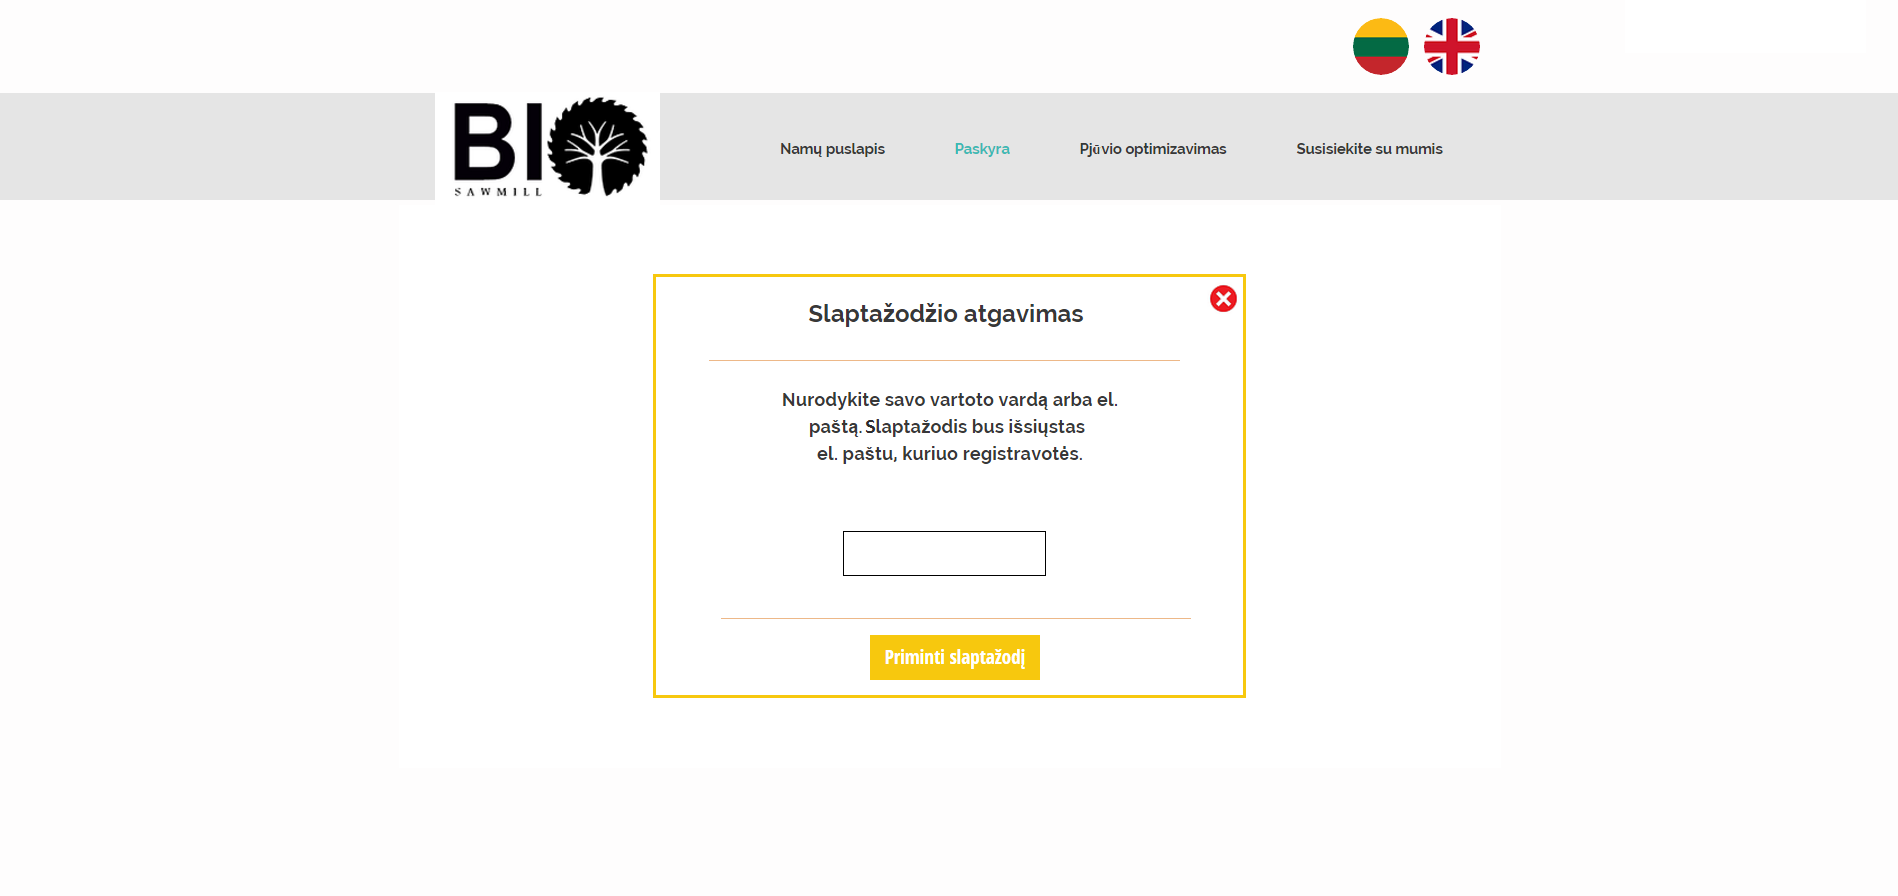 BIO
SAWMILL
Namų puslapis
Paskyra
Pjūvio optimizavimas
Susisiekite su mumis
Slaptažodžio atgavimas
Nurodykite savo vartoto vardą arba el.
paštą. Slaptažodis bus išsiųstas
el. paštu, kuriuo registravotės.
Priminti slaptažodį